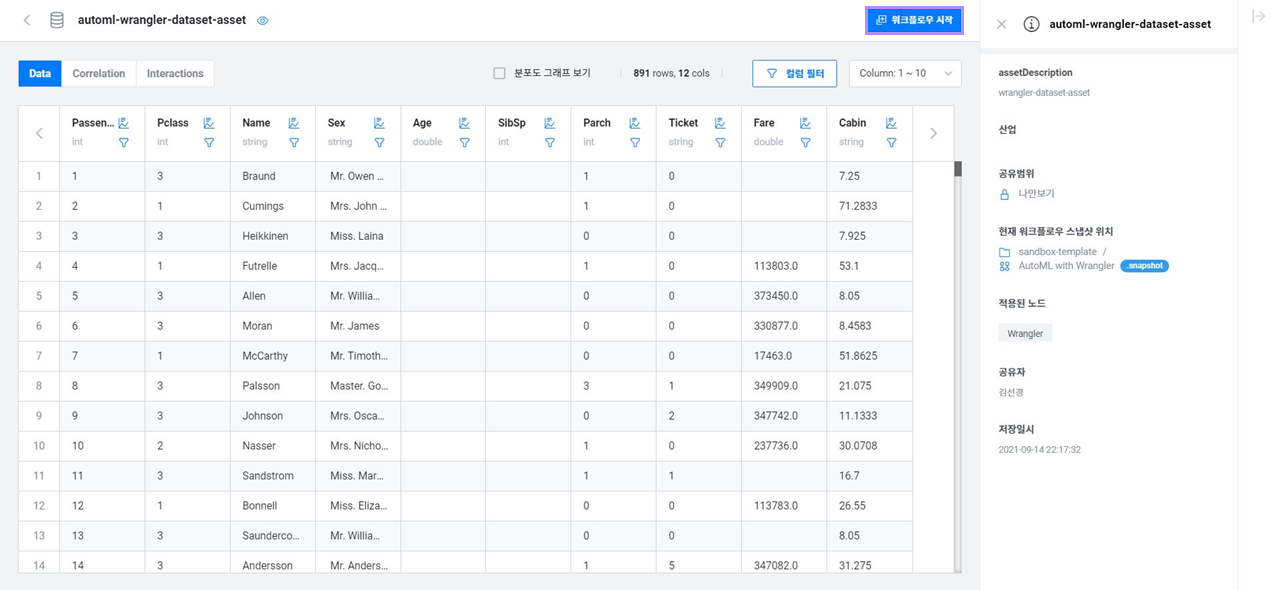 automl-wrangler-dataset-asset
워크플로우 시작
Data Correlation Interactions
분포도 그래프 보기
891 rows, 12 cols
컬럼 필터
Column: 1 ~ 10
Passen... Pclass Name Sex Age SibSp Parch Ticket Fare Cabin
int int string string double int int string double string
1 1 3 Braund Mr. Owen ... 1 0 7.25
2 2 1 Cumings Mrs. John ... 1 0 71.2833
3 3 3 Heikkinen Miss. Laina 0 0 7.925
4 4 1 Futrelle Mrs. Jacq... 1 0 113803.0 53.1
5 5 3 Allen Mr. Willia... 0 0 373450.0 8.05
6 6 3 Moran Mr. James 0 0 330877.0 8.4583
7 7 1 McCarthy Mr. Timoth... 0 0 17463.0 51.8625
8 8 3 Palsson Master. Go... 3 1 349909.0 21.075
9 9 3 Johnson Mrs. Osca... 0 2 347742.0 11.1333
10 10 2 Nasser Mrs. Nicho... 1 0 237736.0 30.0708
11 11 3 Sandstrom Miss. Mar... 1 1 16.7
12 12 1 Bonnell Miss. Eliza... 0 0 113783.0 26.55
13 13 3 Saunderco... Mr. Willia... 0 0 8.05
14 14 3 Andersson Mr. Anders... 1 5 347082.0 31.275
automl-wrangler-dataset-asset
assetDescription
wrangler-dataset-asset
산업
공유범위
나만보기
현재 워크플로우 스냅샷 위치
sandbox-template /
AutoML with Wrangler .snapshot
적용된 노드
Wrangler
공유자
김선경
저장일시
2021-09-14 22:17:32